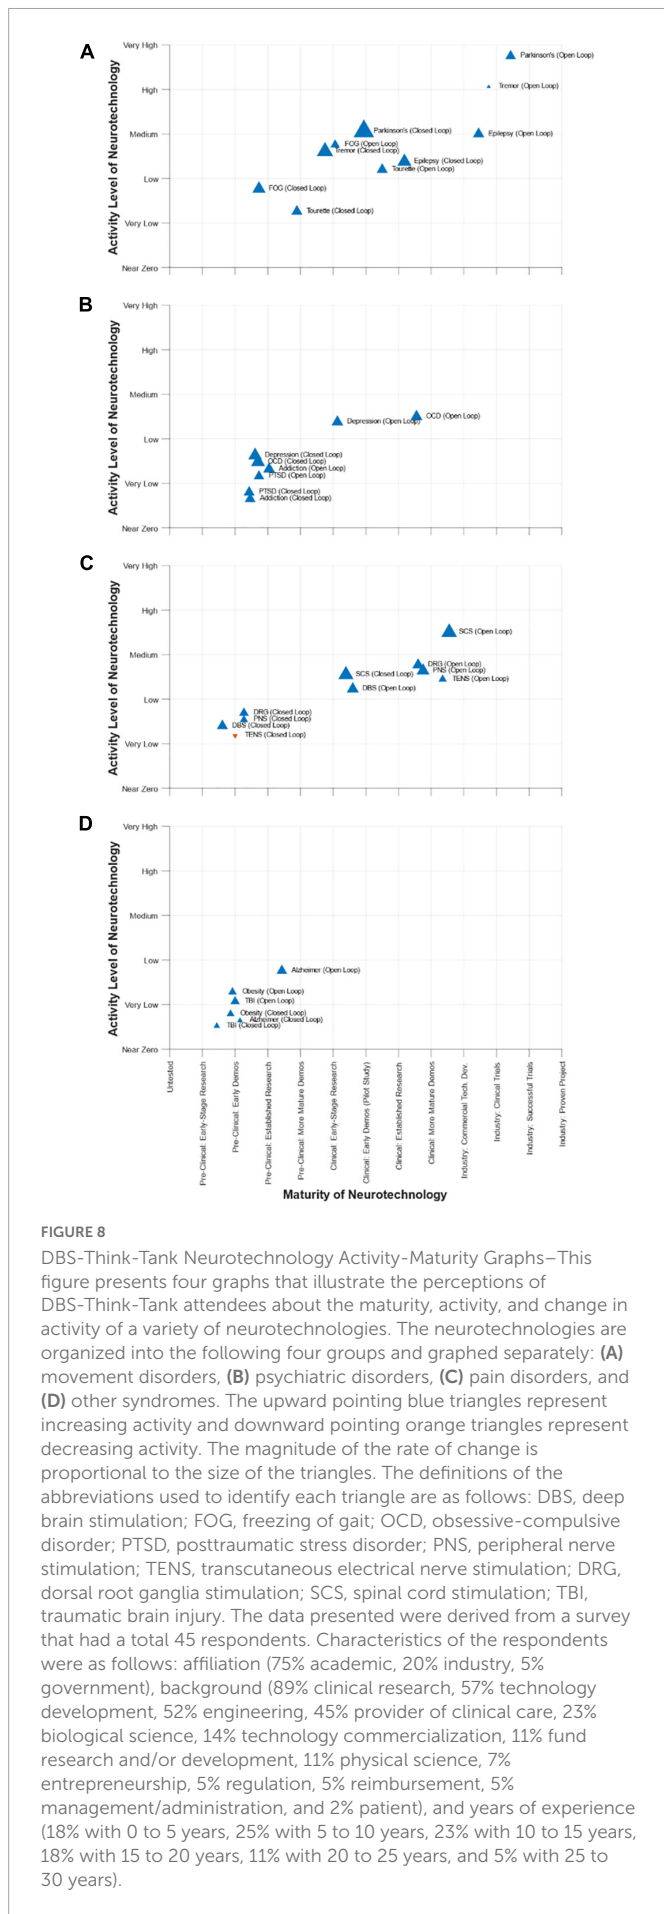 A
Activity Level of Neurotechnology
Very High
High
Medium
Low
Very Low
Near Zero
Parkinson's (Open Loop)
Tremor (Open Loop)
Parkinson's (Closed Loop)
Epilepsy (Open Loop)
FOG (Open Loop)
Tremor (Closed Loop)
Epilepsy (Closed Loop)
Tourette (Open Loop)
FOG (Closed Loop)
Tourette (Closed Loop)
B
Activity Level of Neurotechnology
Very High
High
Medium
Low
Very Low
Near Zero
OCD (Open Loop)
Depression (Open Loop)
Depression (Closed Loop)
OCD (Closed Loop)
Addiction (Open Loop)
PTSD (Open Loop)
PTSD (Closed Loop)
Addiction (Closed Loop)
C
Activity Level of Neurotechnology
Very High
High
Medium
Low
Very Low
Near Zero
SCS (Open Loop)
DRG (Open Loop)
PNS (Open Loop)
SCS (Closed Loop)
TENS (Open Loop)
DBS (Open Loop)
DRG (Closed Loop)
PNS (Closed Loop)
DBS (Closed Loop)
TENS (Closed Loop)
D
Activity Level of Neurotechnology
Very High
High
Medium
Low
Very Low
Near Zero
Alzheimer (Open Loop)
Obesity (Open Loop)
TBI (Open Loop)
Obesity (Closed Loop)
Alzheimer (Closed Loop)
TBI (Closed Loop)
Untested
Pre-Clinical: Early-Stage Research
Pre-Clinical: Early Demos
Pre-Clinical: Established Research
Pre-Clinical: More Mature Demos
Clinical: Early-Stage Research
Clinical: Early Demos (Pilot Study)
Clinical: Established Research
Clinical: More Mature Demos
Industry: Commercial Tech. Dev.
Industry: Clinical Trials
Industry: Successful Trials
Industry: Proven Project
Maturity of Neurotechnology
FIGURE 8
DBS-Think-Tank Neurotechnology Activity-Maturity Graphs–This
figure presents four graphs that illustrate the perceptions of
DBS-Think-Tank attendees about the maturity, activity, and change in
activity of a variety of neurotechnologies. The neurotechnologies are
organized into the following four groups and graphed separately: (A)
movement disorders, (B) psychiatric disorders, (C) pain disorders, and
(D) other syndromes. The upward pointing blue triangles represent
increasing activity and downward pointing orange triangles represent
decreasing activity. The magnitude of the rate of change is
proportional to the size of the triangles. The definitions of the
abbreviations used to identify each triangle are as follows: DBS, deep
brain stimulation; FOG, freezing of gait; OCD, obsessive-compulsive
disorder; PTSD, posttraumatic stress disorder; PNS, peripheral nerve
stimulation; TENS, transcutaneous electrical nerve stimulation; DRG,
dorsal root ganglia stimulation; SCS, spinal cord stimulation; TBI,
traumatic brain injury. The data presented were derived from a survey
that had a total 45 respondents. Characteristics of the respondents
were as follows: affiliation (75% academic, 20% industry, 5%
government), background (89% clinical research, 57% technology
development, 52% engineering, 45% provider of clinical care, 23%
biological science, 14% technology commercialization, 11% fund
research and/or development, 11% physical science, 7%
entrepreneurship, 5% regulation, 5% reimbursement, 5%
management/administration, and 2% patient), and years of experience
(18% with 0 to 5 years, 25% with 5 to 10 years, 23% with 10 to 15 years,
18% with 15 to 20 years, 11% with 20 to 25 years, and 5% with 25 to
30 years).